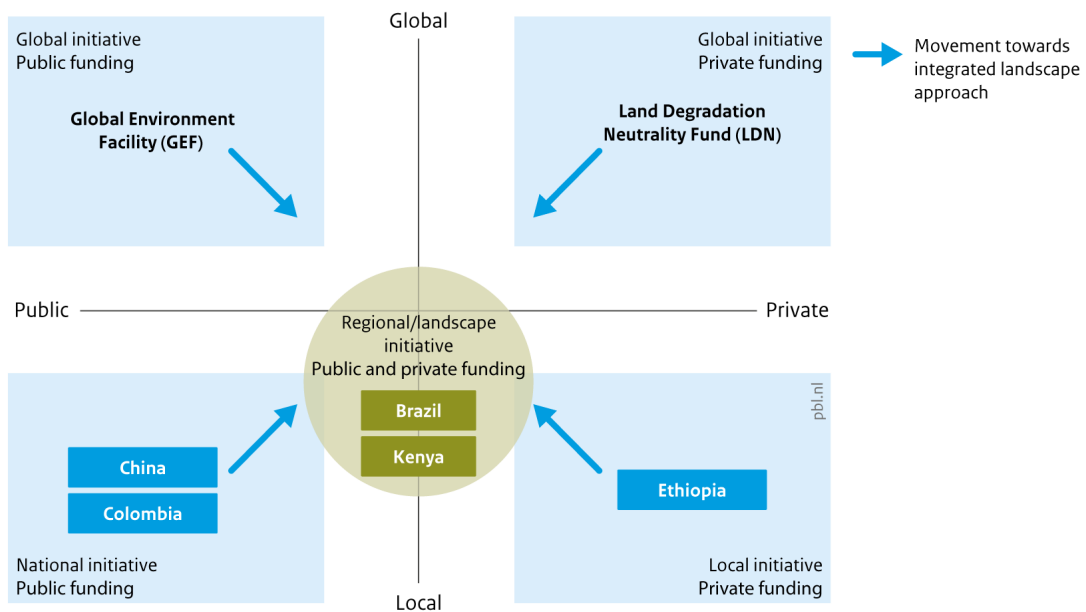 Global
Global initiative
Public funding
Global Environment
Facility (GEF)
Global initiative
Private funding
Land Degradation
Neutrality Fund (LDN)
Movement towards
integrated landscape
approach
Public
Private
Regional/landscape
initiative
Public and private funding
Brazil
Kenya
China
Colombia
National initiative
Public funding
Ethiopia
Local initiative
Private funding
pbl.nl
Local